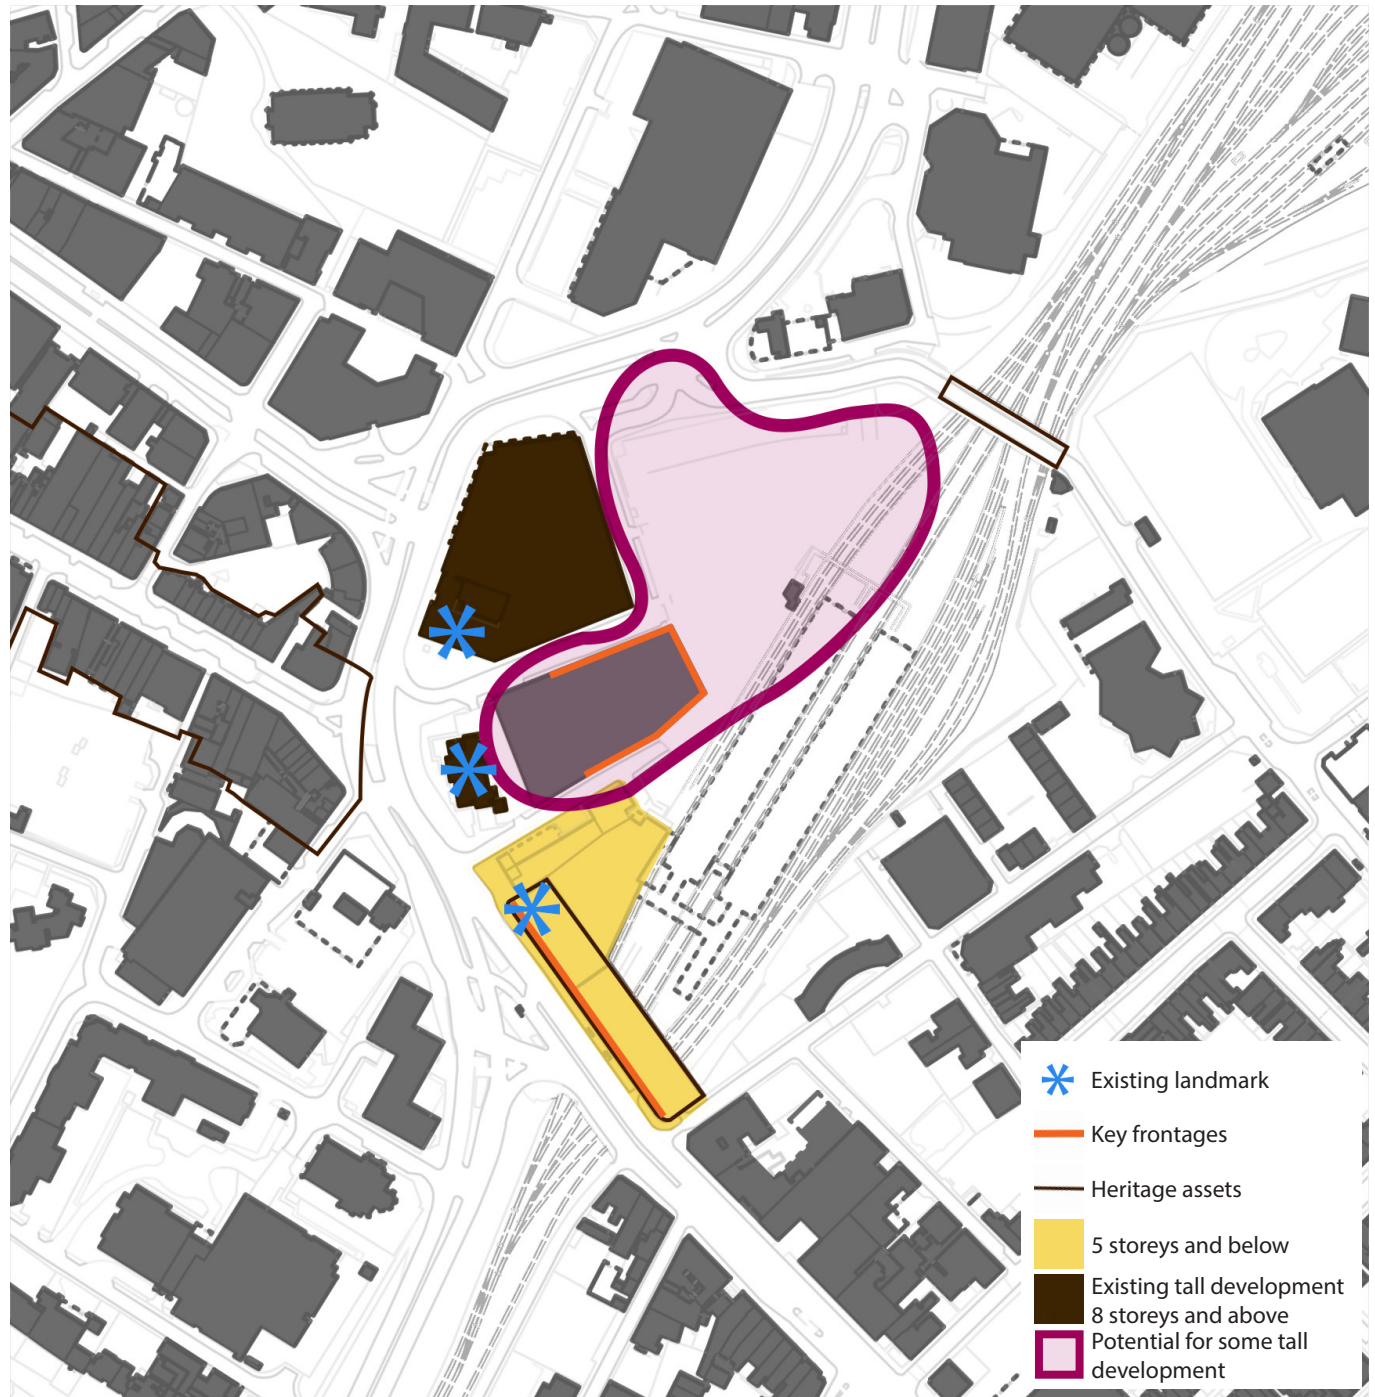 Existing landmark
Key frontages
Heritage assets
5 storeys and below
Existing tall development
8 storeys and above
Potential for some tall
development